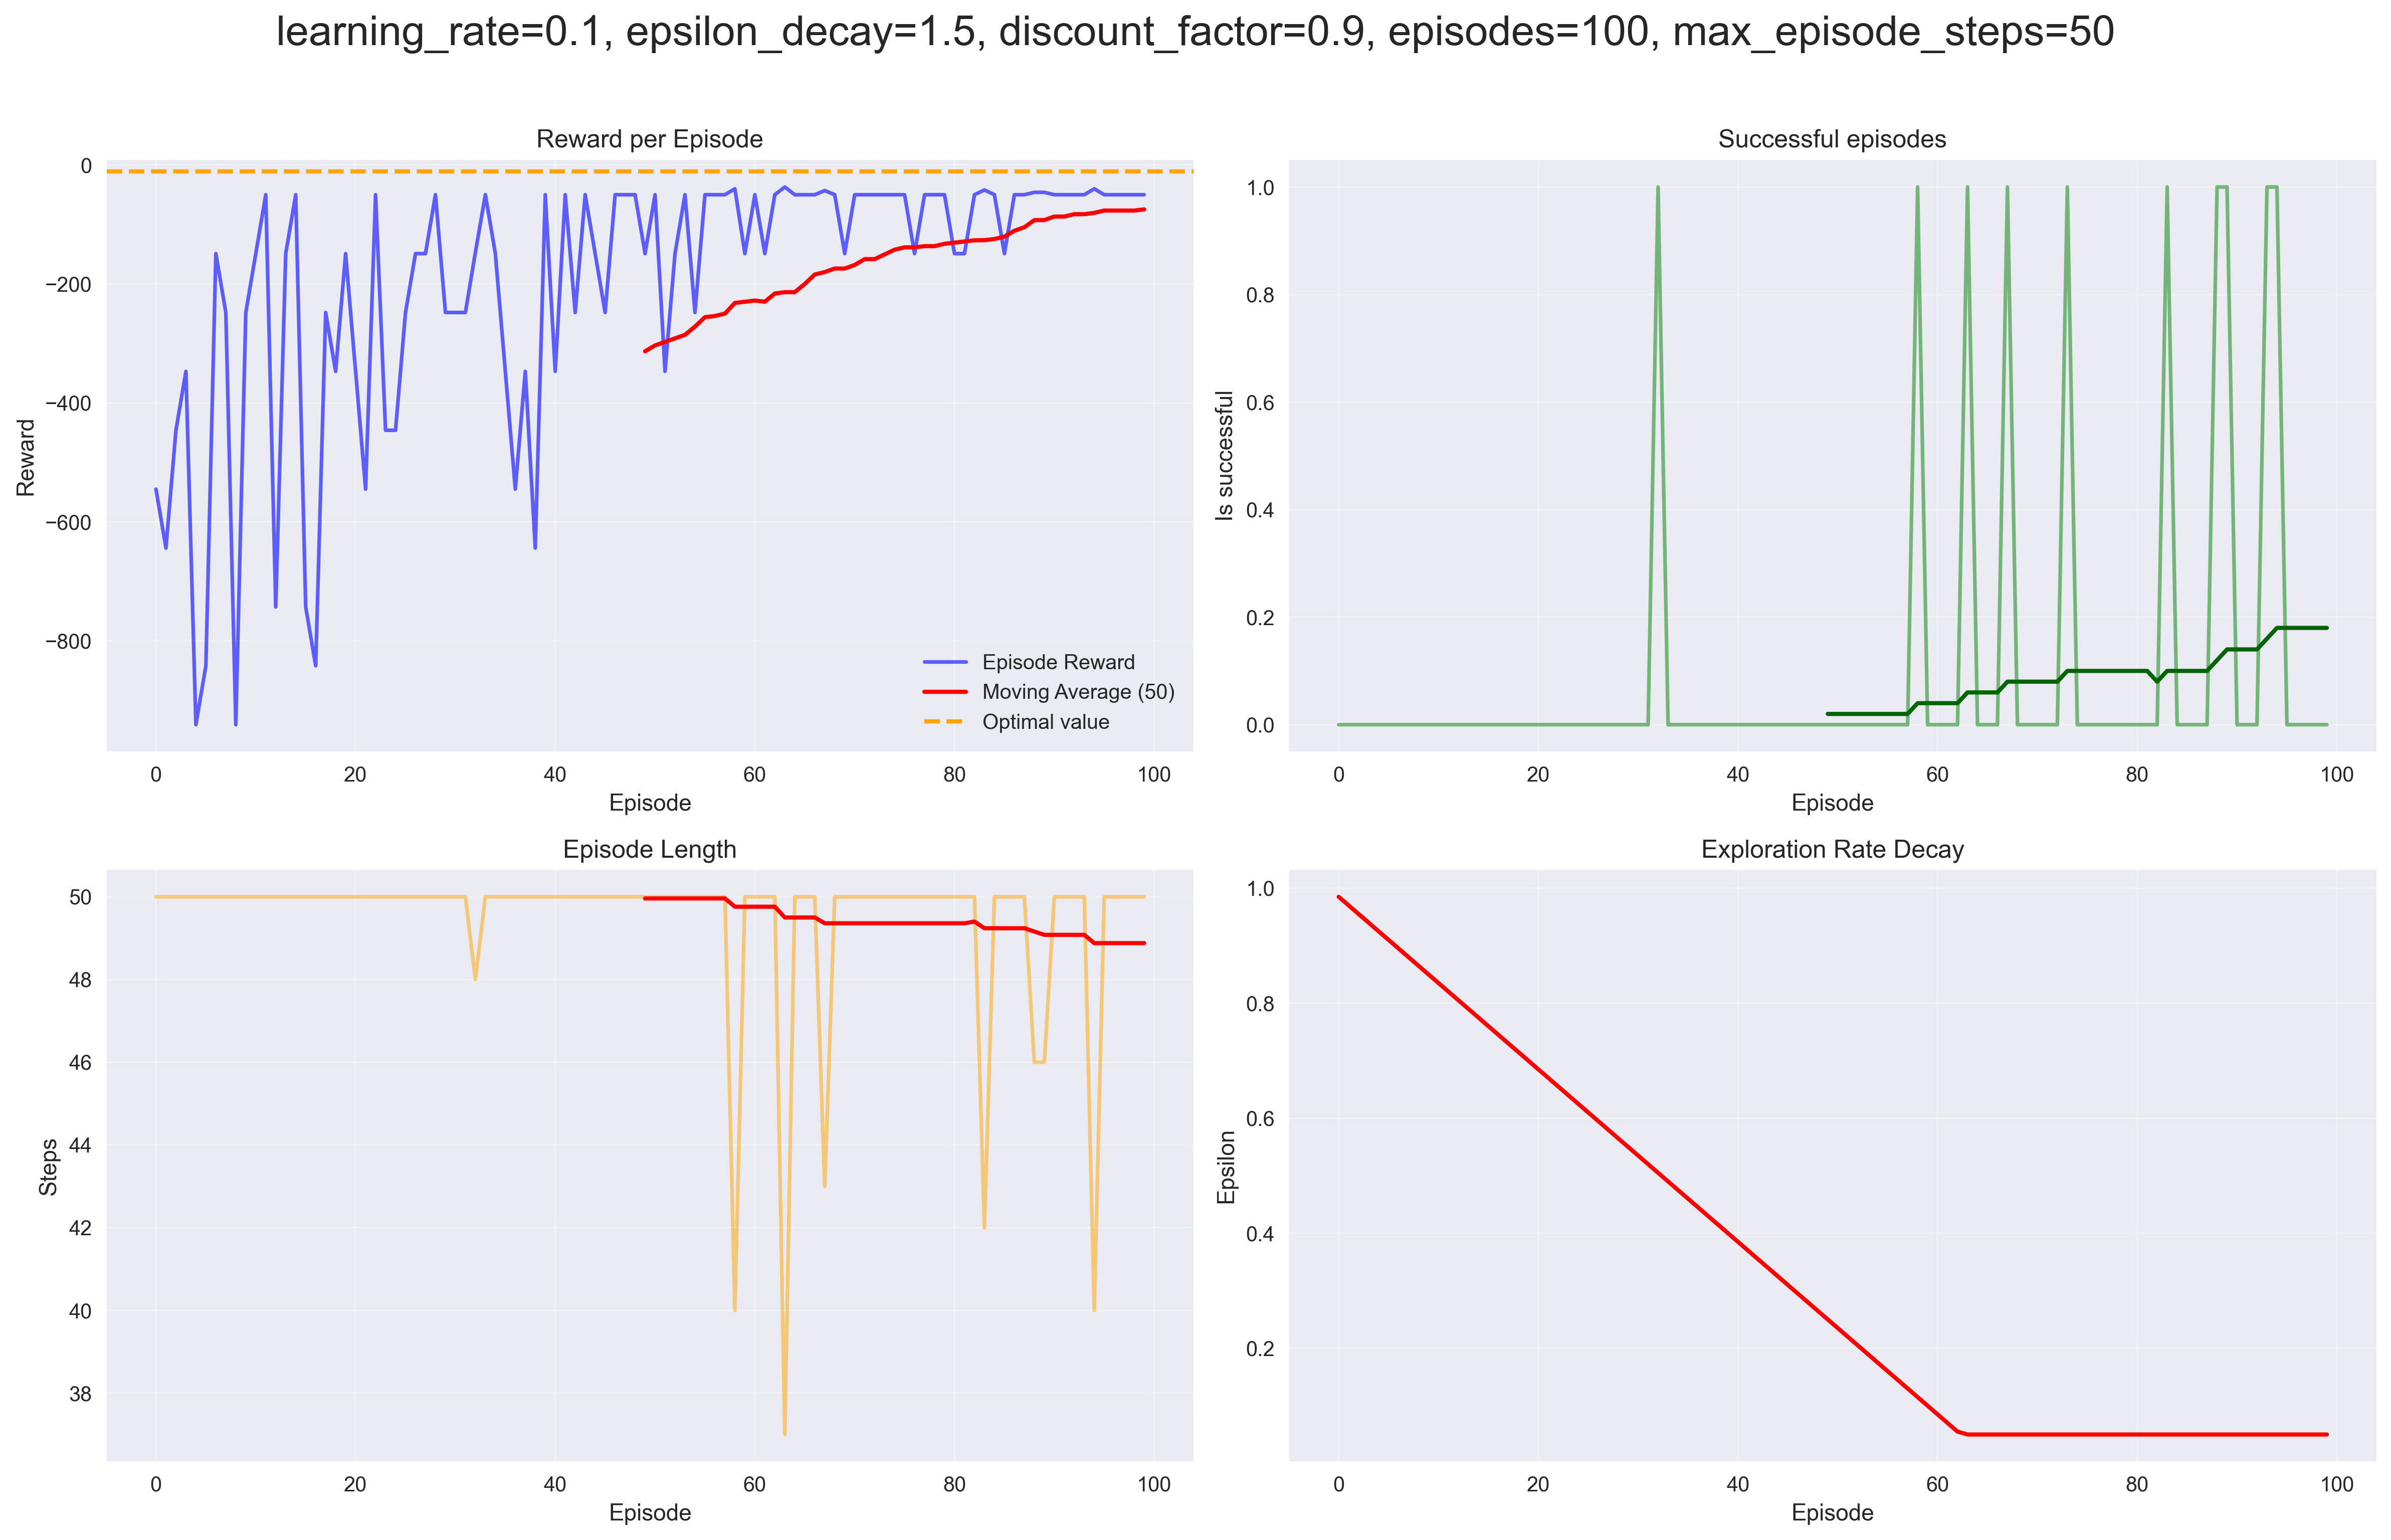 learning_rate=0.1, epsilon_decay=1.5, discount_factor=0.9, episodes=100, max_episode_steps=50
Reward per Episode
Reward
0
−200
−400
−600
−800
Episode Reward
Moving Average (50)
Optimal value
0 20 40 60 80 100
Episode
Successful episodes
Is successful
1.0
0.8
0.6
0.4
0.2
0.0
0 20 40 60 80 100
Episode
Episode Length
Steps
50
48
46
44
42
40
38
0 20 40 60 80 100
Episode
Exploration Rate Decay
Epsilon
1.0
0.8
0.6
0.4
0.2
0 20 40 60 80 100
Episode